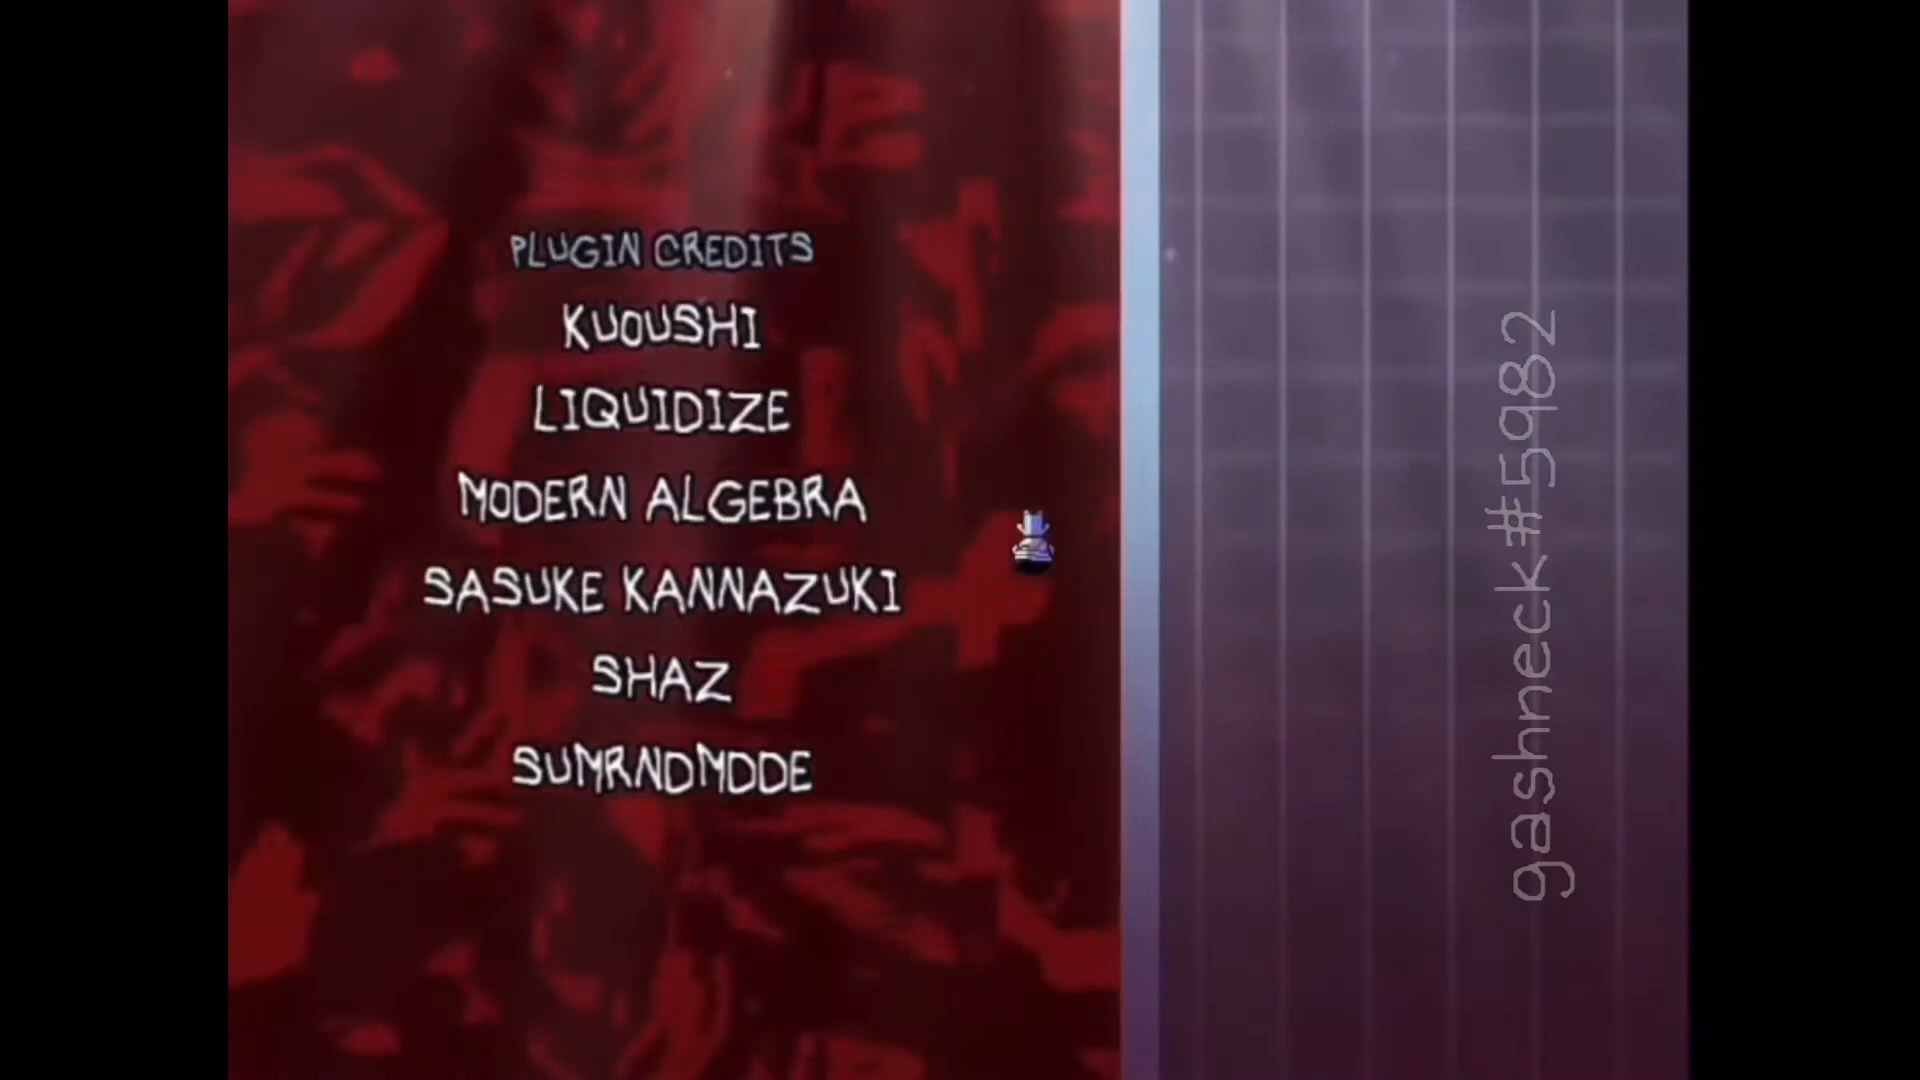 PLUGIN CREDITS
KUOUSHI
LIQUIDIZE
MODERN ALGEBRA
SASUKE KANNAZUKI
SHAZ
SUMRNDMDDE
gashneck#5982